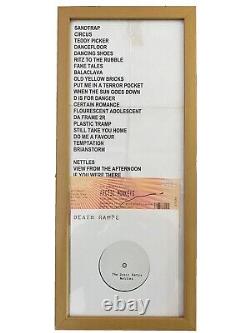 SANDTRAP
CIRCUS
TEDDY PICKER
DANCEFLOOR
DANCING SHOES
RITZ TO THE RUBBLE
FAKE TALES
BALACLAVA
OLD YELLOW BRICKS
PUT ME IN A TERROR POCKET
WHEN THE SUN GOES DOWN
D IS FOR DANGER
CERTAIN ROMANCE
FLOURESCENT ADOLESCENT
DA FRAME 2R
PLASTIC TRAMP
STILL TAKE YOU HOME
DO ME A FAVOUR
TEMPTATION
BRIANSTORM
NETTLES
VIEW FROM THE AFTERNOON
IF YOU WERE THERE
ARCTIC MONKEYS
DEATH RAMPS
The Death Ramps
Nettles